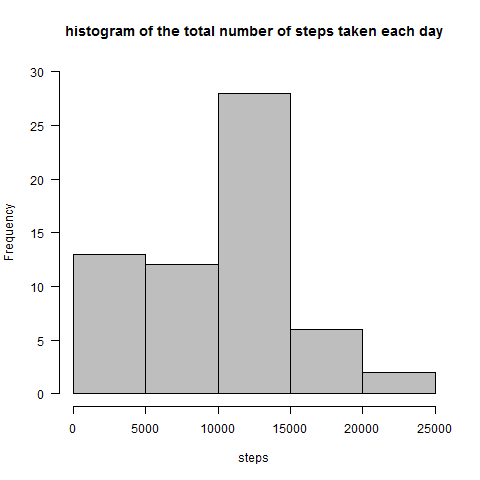 histogram of the total number of steps taken each day
Frequency
30
25
20
15
10
5
0
0 5000 10000 15000 20000 25000
steps